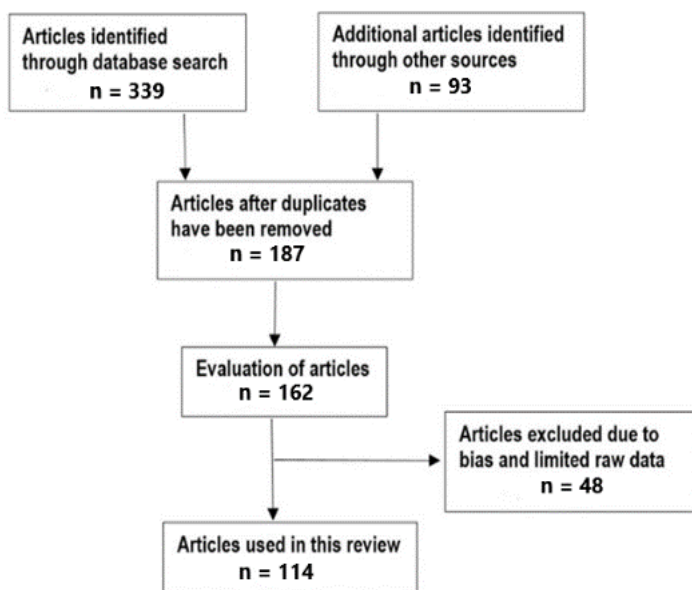 Articles identified
through database search
n = 339
Additional articles identified
through other sources
n = 93
Articles after duplicates
have been removed
n = 187
Evaluation of articles
n = 162
Articles excluded due to
bias and limited raw data
n = 48
Articles used in this review
n = 114